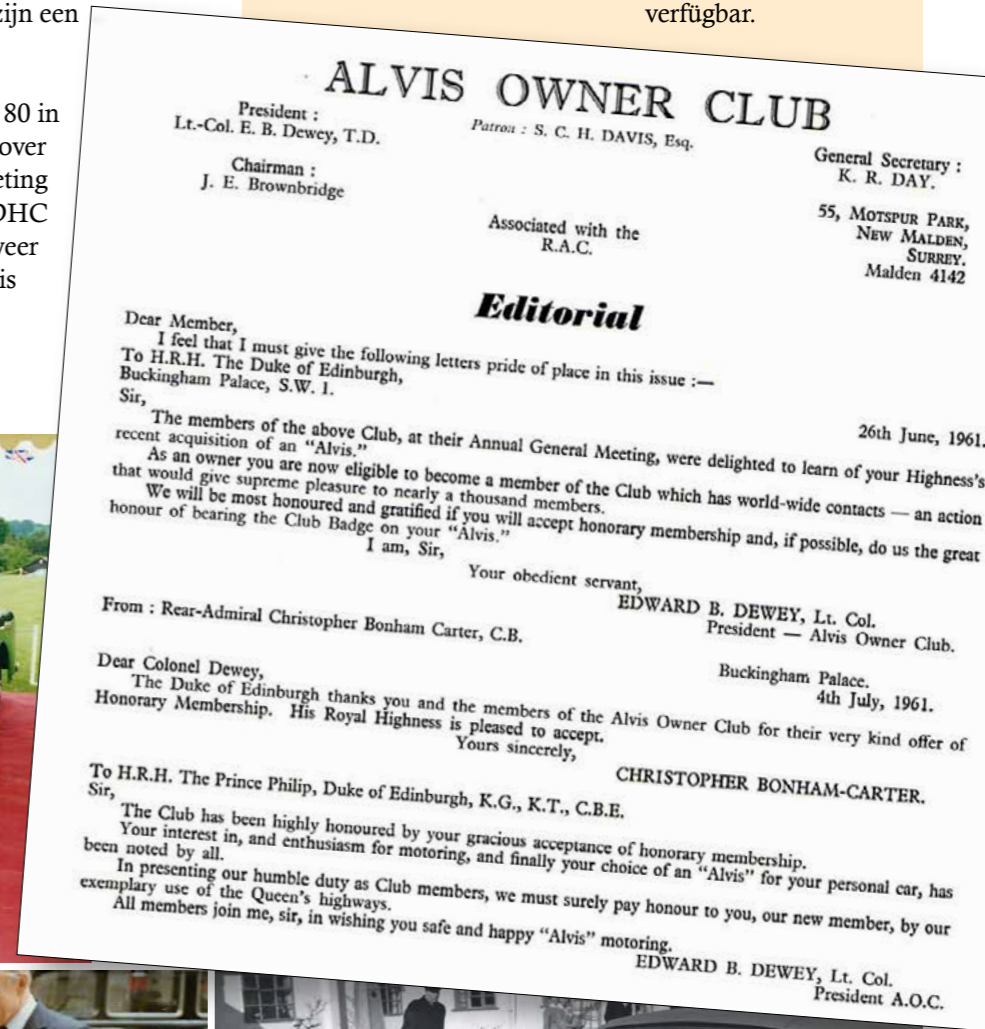 zijn een
80 in
over
eting
DHC
weer
is
verfügbar.
ALVIS OWNER CLUB
Patron : S. C. H. DAVIS, Esq.
President :
Lt.-Col. E. B. Dewey, T.D.
Chairman :
J. E. Brownbridge
General Secretary :
K. R. DAY.
55, MOTSPUR PARK,
NEW MALDEN,
SURREY.
Malden 4142
Associated with the
R.A.C.
Editorial
Dear Member,
I feel that I must give the following letters pride of place in this issue :—
To H.R.H. The Duke of Edinburgh,
Buckingham Palace, S.W. 1.
26th June, 1961.
Sir,
The members of the above Club, at their Annual General Meeting, were delighted to learn of your Highness's
recent acquisition of an “Alvis.”
As an owner you are now eligible to become a member of the Club which has world-wide contacts — an action
that would give supreme pleasure to nearly a thousand members.
We will be most honoured and gratified if you will accept honorary membership and, if possible, do us the great
honour of bearing the Club Badge on your “Alvis.”
I am, Sir,
Your obedient servant,
EDWARD B. DEWEY, Lt. Col.
President — Alvis Owner Club.
From : Rear-Admiral Christopher Bonham Carter, C.B.
Buckingham Palace.
4th July, 1961.
Dear Colonel Dewey,
The Duke of Edinburgh thanks you and the members of the Alvis Owner Club for their very kind offer of
Honorary Membership. His Royal Highness is pleased to accept.
Yours sincerely,
CHRISTOPHER BONHAM-CARTER.
To H.R.H. The Prince Philip, Duke of Edinburgh, K.G., K.T., C.B.E.
Sir,
The Club has been highly honoured by your gracious acceptance of honorary membership.
Your interest in, and enthusiasm for motoring, and finally your choice of an “Alvis” for your personal car, has
been noted by all.
In presenting our humble duty as Club members, we must surely pay honour to you, our new member, by our
exemplary use of the Queen's highways.
All members join me, sir, in wishing you safe and happy “Alvis” motoring.
EDWARD B. DEWEY, Lt. Col.
President A.O.C.